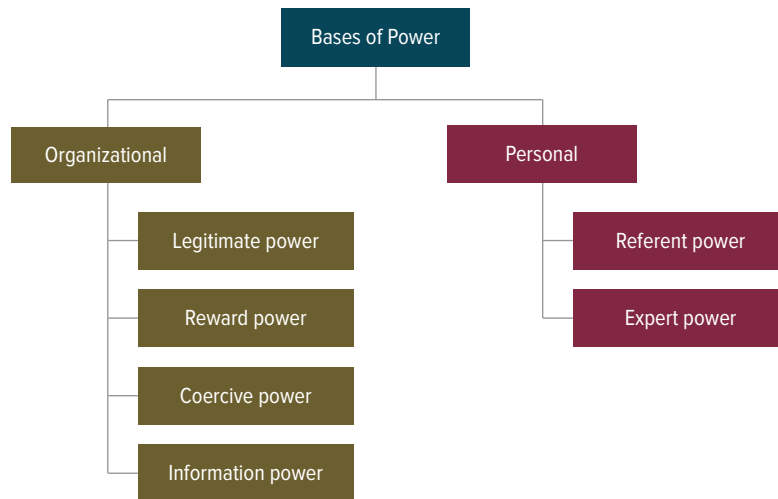 Bases of Power
Organizational
Personal
Legitimate power
Referent power
Reward power
Expert power
Coercive power
Information power